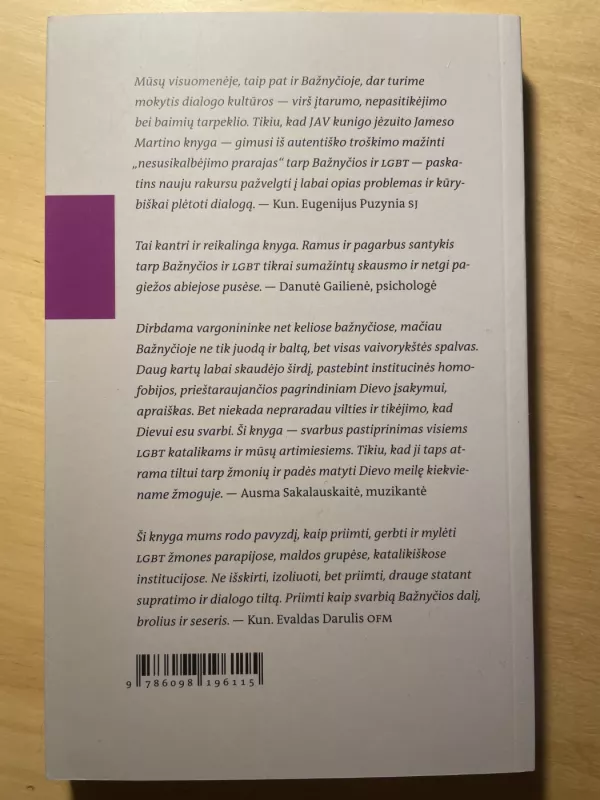 Mūsų visuomenėje, taip pat ir Bažnyčioje, dar turime
mokytis dialogo kultūros — virš įtarumo, nepasitikėjimo
bei baimių tarpeklio. Tikiu, kad JAV kunigo jėzuito Jameso
Martino knyga — gimusi iš autentiško troškimo mažinti
„nesusikalbėjimo prarajas“ tarp Bažnyčios ir LGBT — paska-
tins nauju rakursu pažvelgti į labai opias problemas ir kūry-
biškai plėtoti dialogą. — Kun. Eugenijus Puzynia SJ
Tai kantri ir reikalinga knyga. Ramus ir pagarbus santykis
tarp Bažnyčios ir LGBT tikrai sumažintų skausmo ir netgi pa-
giežos abiejose pusėse. — Danutė Gailienė, psichologė
Dirbdama vargonininke net keliose bažnyčiose, mačiau
Bažnyčioje ne tik juodą ir baltą, bet visas vaivorykštės spalvas.
Daug kartų labai skaudėjo širdį, pastebint institucinės homo-
fobijos, prieštaraujančios pagrindiniam Dievo įsakymui,
apraiškas. Bet niekada nepraradau vilties ir tikėjimo, kad
Dievui esu svarbi. Ši knyga — svarbus pastiprinimas visiems
LGBT katalikams ir mūsų artimiesiems. Tikiu, kad ji taps at-
rama tiltui tarp žmonių ir padės matyti Dievo meilę kiekvie-
name žmoguje. — Ausma Sakalauskaitė, muzikantė
Ši knyga mums rodo pavyzdį, kaip priimti, gerbti ir mylėti
LGBT žmones parapijose, maldos grupėse, katalikiškose
institucijose. Ne išskirti, izoliuoti, bet priimti, drauge statant
supratimo ir dialogo tiltą. Priimti kaip svarbią Bažnyčios dalį,
brolius ir seseris. — Kun. Evaldas Darulis OFM
9 786098 196115